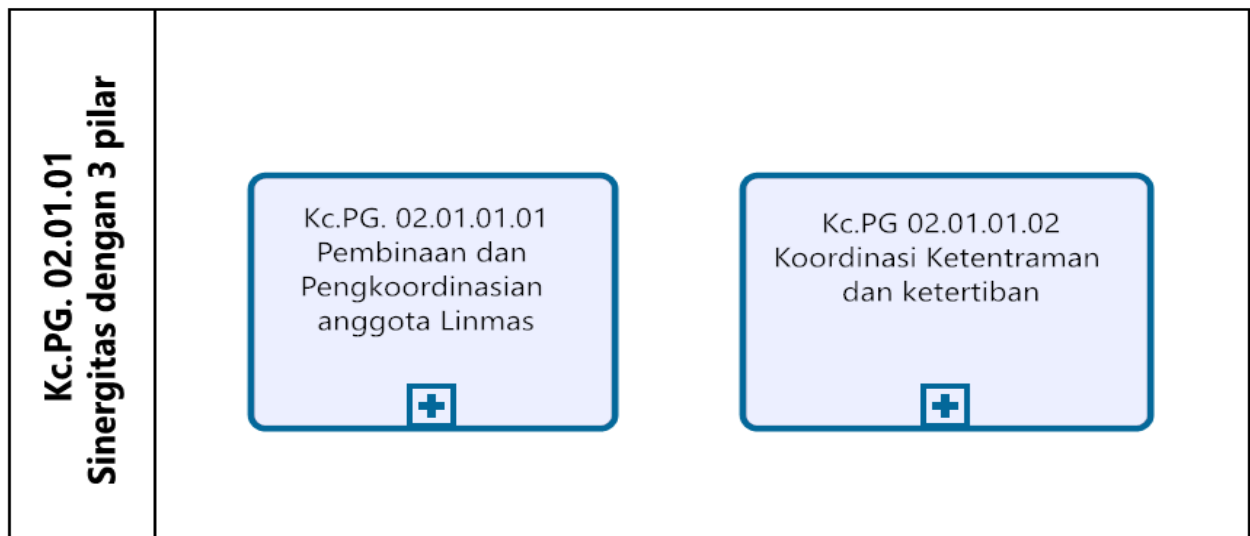 Kc.PG. 02.01.01
Sinergitas dengan 3 pilar
Kc.PG. 02.01.01.01
Pembinaan dan
Pengkoordinasian
anggota Linmas
Kc.PG 02.01.01.02
Koordinasi Ketentraman
dan ketertiban